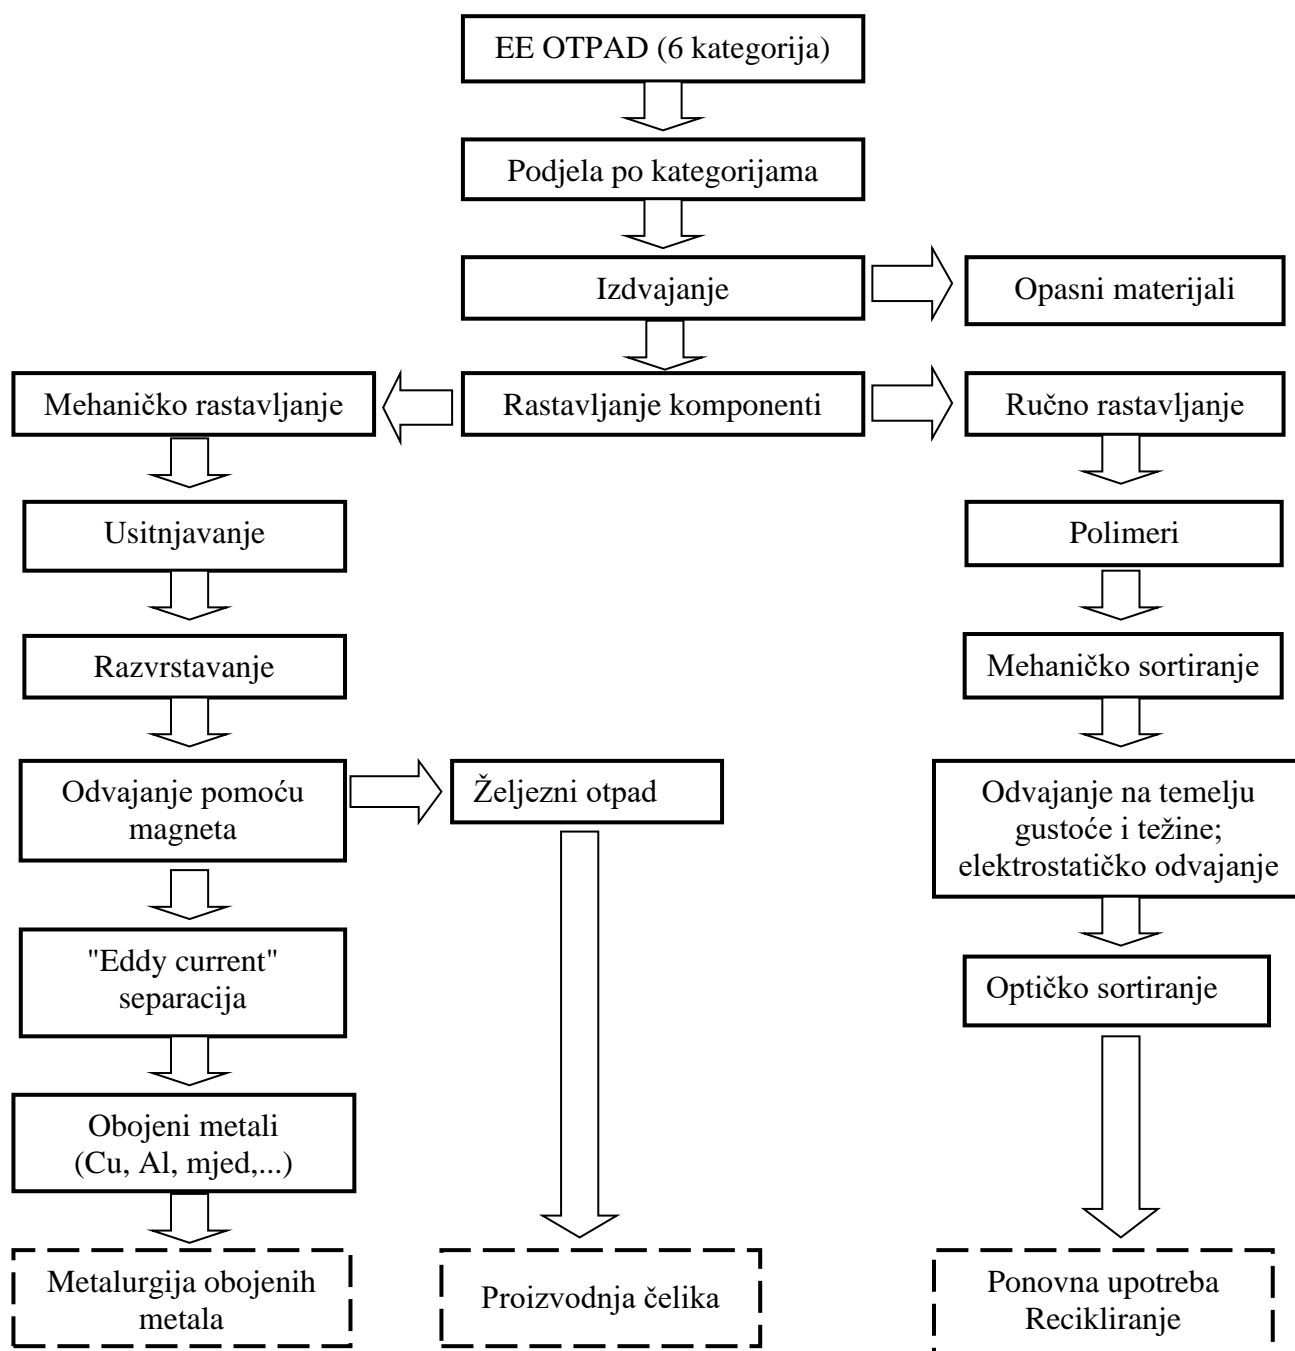 EE OTPAD (6 kategorija)
Podjela po kategorijama
Izdvajanje
Opasni materijali
Mehaničko rastavljanje
Rastavljanje komponenti
Ručno rastavljanje
Usitnjavanje
Polimeri
Razvrstavanje
Mehaničko sortiranje
Odvajanje pomoću
magneta
Željezni otpad
Odvajanje na temelju
gustoće i težine;
elektrostatičko odvajanje
"Eddy current"
separacija
Optičko sortiranje
Obojeni metali
(Cu, Al, mjed,...)
Metalurgija obojenih
metala
Proizvodnja čelika
Ponovna upotreba
Recikliranje